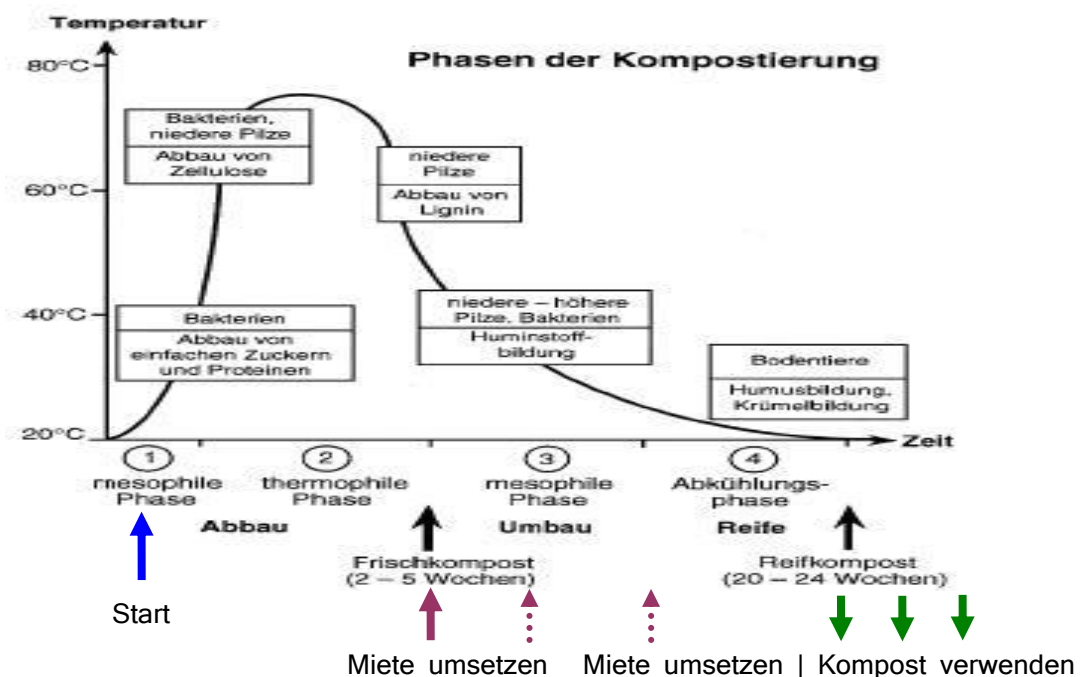 Temperatur
Phasen der Kompostierung
80°C
60°C
40°C
20°C
Bakterien,
niedere Pilze
Abbau von
Zellulose
niedere
Pilze
Abbau von
Lignin
Bakterien
Abbau von
einfachen Zuckern
und Proteinen
niedere – höhere
Pilze, Bakterien
Huminstoff-
bildung
Bodentiere
Humusbildung,
Krümelbildung
Zeit
1 2 3 4
mesophile
Phase
thermophile
Phase
mesophile
Phase
Abkühlungs-
phase
Abbau Umbau Reife
Frischkompost
(2 – 5 Wochen)
Reifkompost
(20 – 24 Wochen)
Start
Miete umsetzen Miete umsetzen | Kompost verwenden